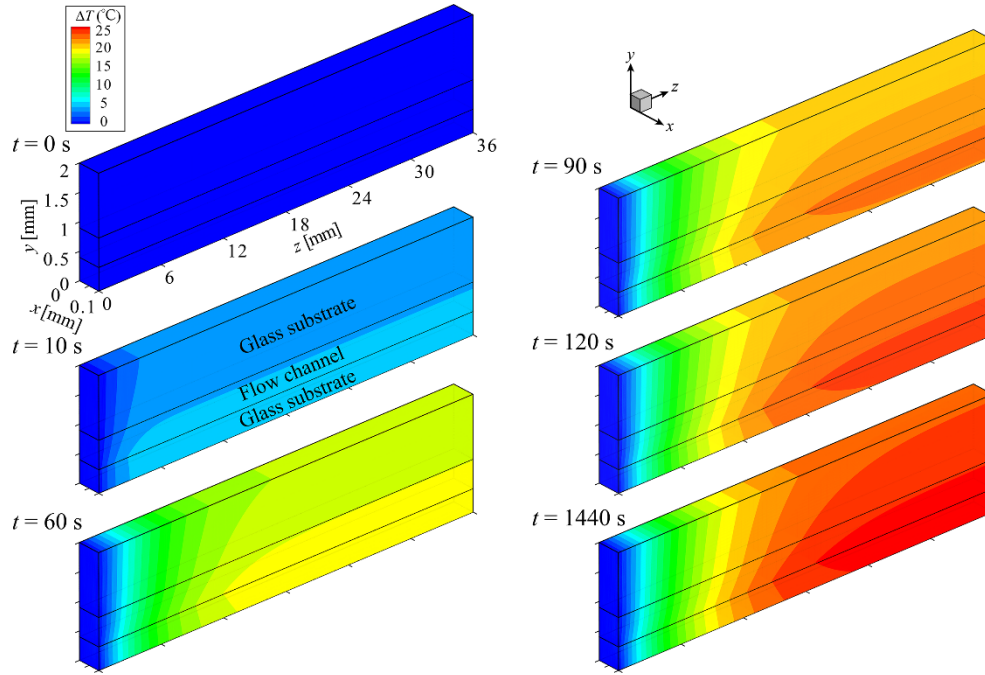 ΔT (°C)
25
20
15
10
5
0
t = 0 s
2
1.5
1
0.5
0
y [mm]
0
0.1
x [mm]
0
6
12
18
24
30
36
z [mm]
t = 10 s
Glass substrate
Flow channel
Glass substrate
t = 60 s
y
z
x
t = 90 s
t = 120 s
t = 1440 s